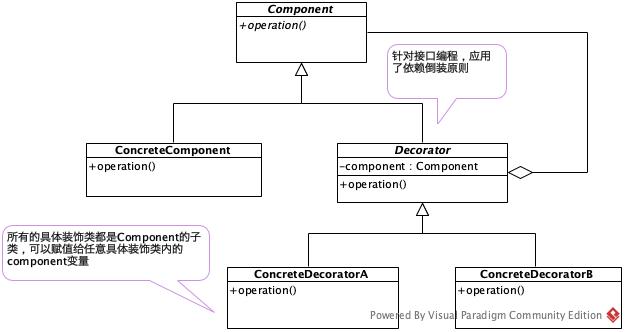 Component
+operation()
针对接口编程，应用
了依赖倒装原则
ConcreteComponent
+operation()
Decorator
-component : Component
+operation()
所有的具体装饰类都是Component的子
类，可以赋值给任意具体装饰类内的
component变量
ConcreteDecoratorA
+operation()
ConcreteDecoratorB
+operation()
Powered By Visual Paradigm Community Edition